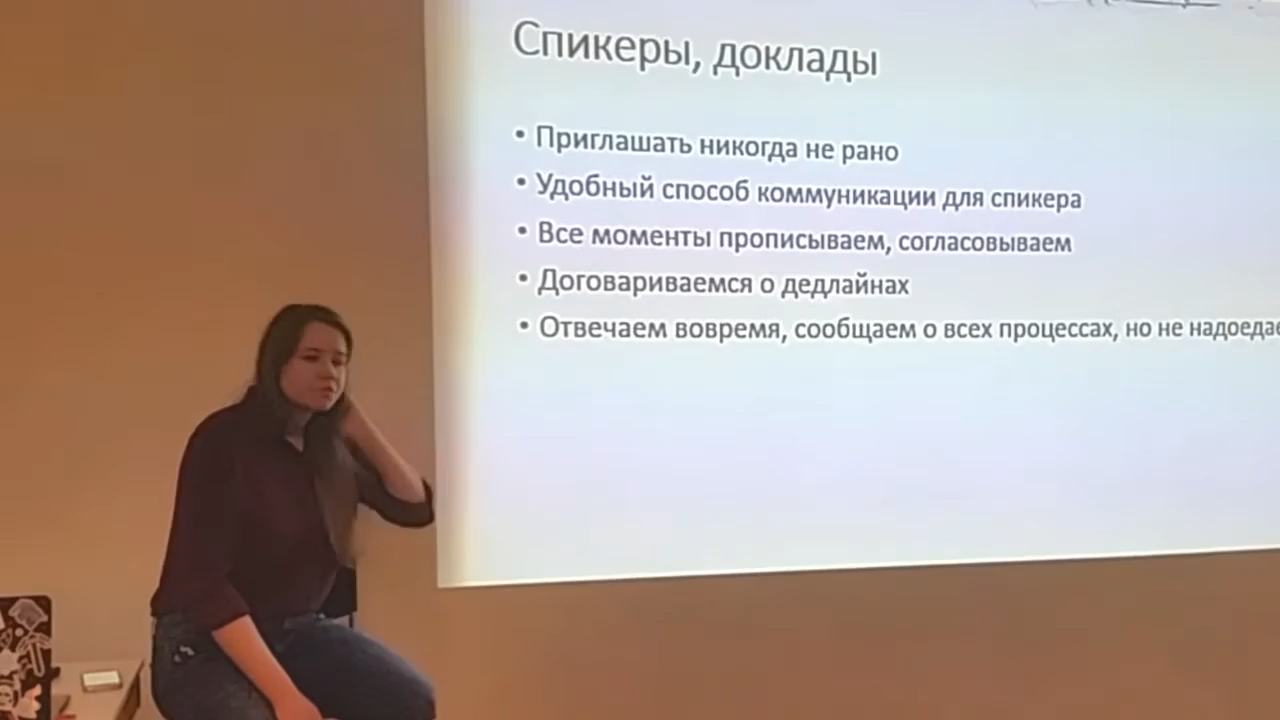 Спикеры, доклады
• Приглашать никогда не рано
• Удобный способ коммуникации для спикера
• Все моменты прописываем, согласовываем
• Договариваемся о дедлайнах
• Отвечаем вовремя, сообщаем о всех процессах, но не